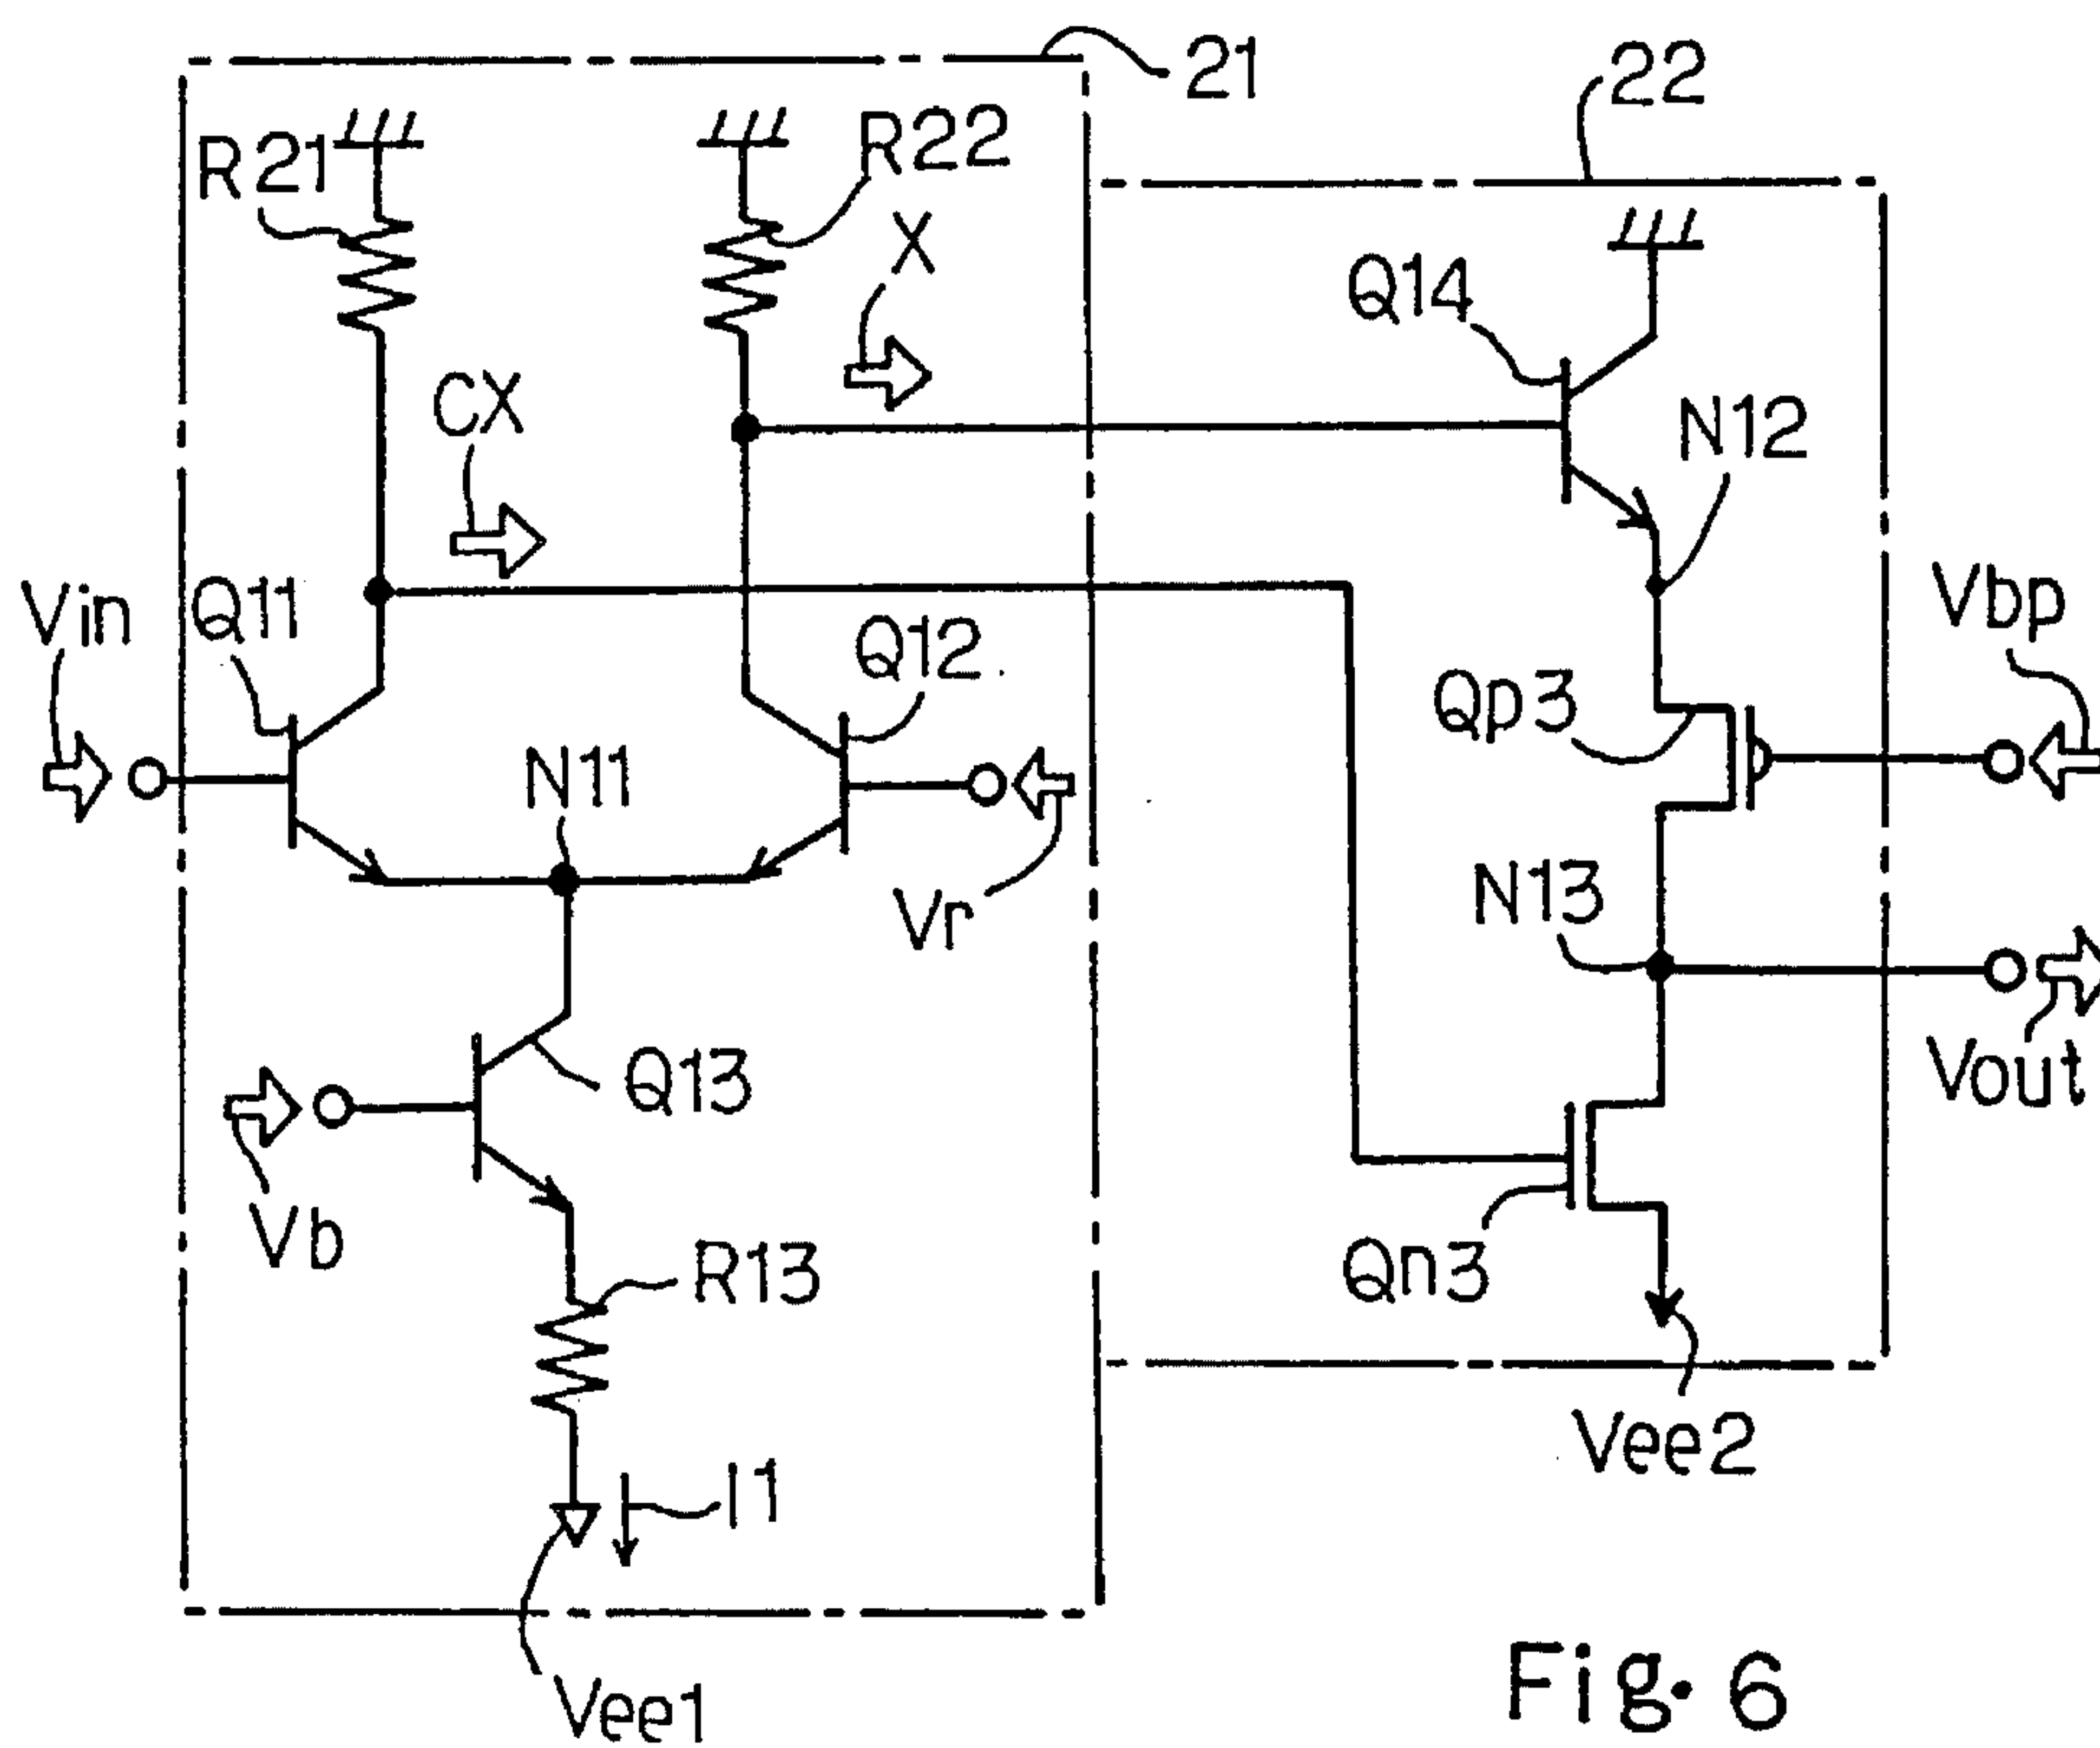 21
22
R21
R22
X
Q14
CX
N12
Vin
Q11
Q12
Vbp
Qp3
N11
Vr
N13
Q13
Vout
Vb
R13
Qn3
I1
Vee2
Vee1
Fig. 6